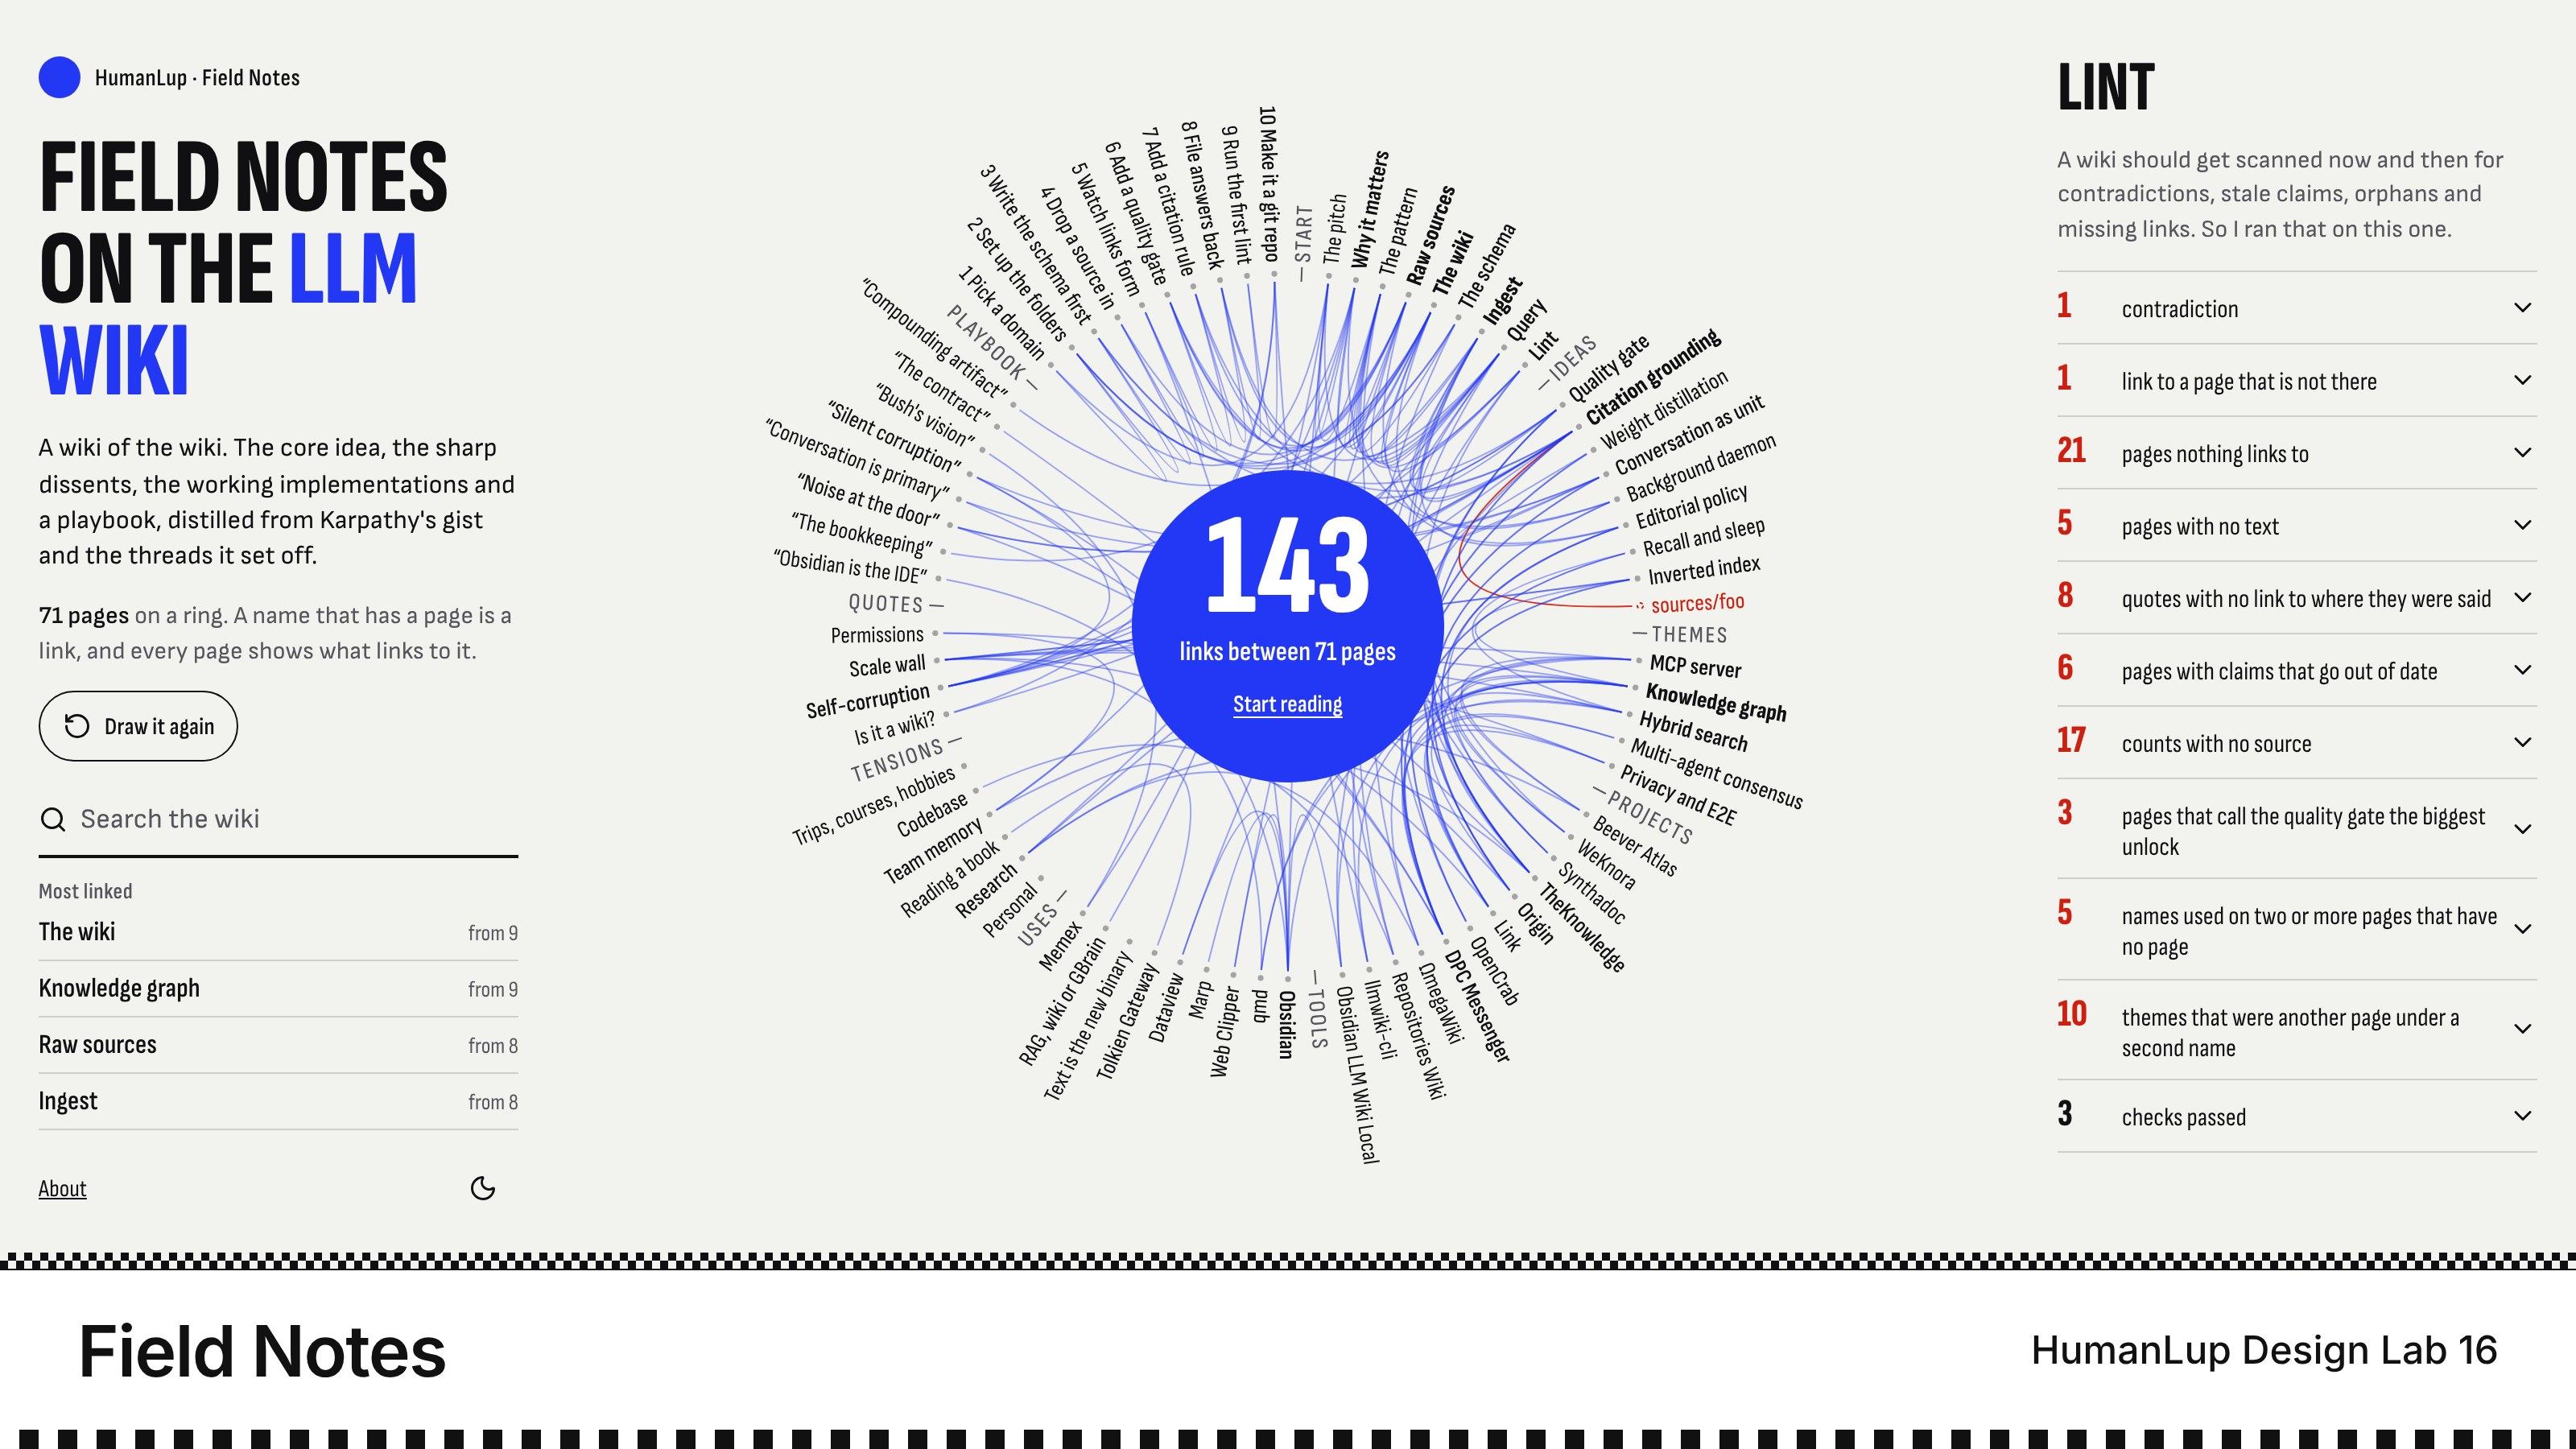 HumanLup · Field Notes
FIELD NOTES
ON THE LLM
WIKI
A wiki of the wiki. The core idea, the sharp
dissents, the working implementations and
a playbook, distilled from Karpathy's gist
and the threads it set off.
71 pages on a ring. A name that has a page is a
link, and every page shows what links to it.
Draw it again
Search the wiki
Most linked
The wiki from 9
Knowledge graph from 9
Raw sources from 8
Ingest from 8
About
START
The pitch
Why it matters
The pattern
Raw sources
The wiki
The schema
Ingest
Query
Lint
IDEAS
Quality gate
Citation grounding
Weight distillation
Conversation as unit
Background daemon
Editorial policy
Recall and sleep
Inverted index
sources/foo
THEMES
MCP server
Knowledge graph
Hybrid search
Multi-agent consensus
Privacy and E2E
PROJECTS
Beever Atlas
WeKnora
Synthadoc
TheKnowledge
Origin
Link
OpenCrab
DPC Messenger
ΩmegaWiki
Repositories Wiki
llmwiki-cli
Obsidian LLM Wiki Local
TOOLS
Obsidian
qmd
Web Clipper
Marp
Dataview
Tolkien Gateway
Text is the new binary
RAG, wiki or GBrain
Memex
USES
Personal
Research
Reading a book
Team memory
Codebase
Trips, courses, hobbies
TENSIONS
Is it a wiki?
Self-corruption
Scale wall
Permissions
QUOTES
“Obsidian is the IDE”
“The bookkeeping”
“Noise at the door”
“Conversation is primary”
“Silent corruption”
“Bush's vision”
“The contract”
“Compounding artifact”
PLAYBOOK
1 Pick a domain
2 Set up the folders
3 Write the schema first
4 Drop a source in
5 Watch links form
6 Add a quality gate
7 Add a citation rule
8 File answers back
9 Run the first lint
10 Make it a git repo
143
links between 71 pages
Start reading
LINT
A wiki should get scanned now and then for
contradictions, stale claims, orphans and
missing links. So I ran that on this one.
1 contradiction
1 link to a page that is not there
21 pages nothing links to
5 pages with no text
8 quotes with no link to where they were said
6 pages with claims that go out of date
17 counts with no source
3 pages that call the quality gate the biggest
unlock
5 names used on two or more pages that have
no page
10 themes that were another page under a
second name
3 checks passed
Field Notes
HumanLup Design Lab 16